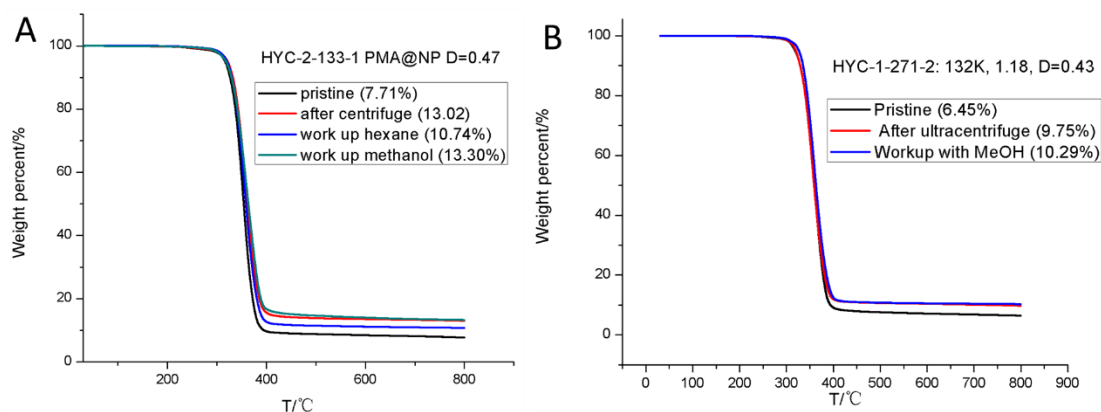 A
HYC-2-133-1 PMA@NP D=0.47
pristine (7.71%)
after centrifuge (13.02)
work up hexane (10.74%)
work up methanol (13.30%)
Weight percent/%
100
80
60
40
20
0
200
400
600
800
T/℃
B
HYC-1-271-2: 132K, 1.18, D=0.43
Pristine (6.45%)
After ultracentrifuge (9.75%)
Workup with MeOH (10.29%)
Weight percent/%
100
80
60
40
20
0
0
100
200
300
400
500
600
700
800
900
T/℃